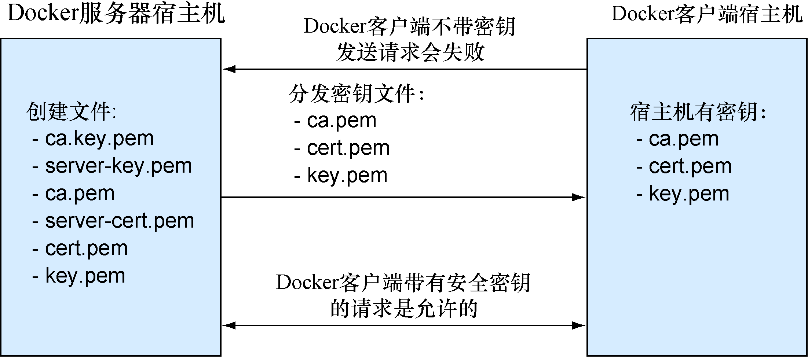 Docker服务器宿主机
创建文件:
- ca.key.pem
- server-key.pem
- ca.pem
- server-cert.pem
- cert.pem
- key.pem
Docker客户端不带密钥
发送请求会失败
分发密钥文件：
- ca.pem
- cert.pem
- key.pem
Docker客户端带有安全密钥
的请求是允许的
Docker客户端宿主机
宿主机有密钥：
- ca.pem
- cert.pem
- key.pem